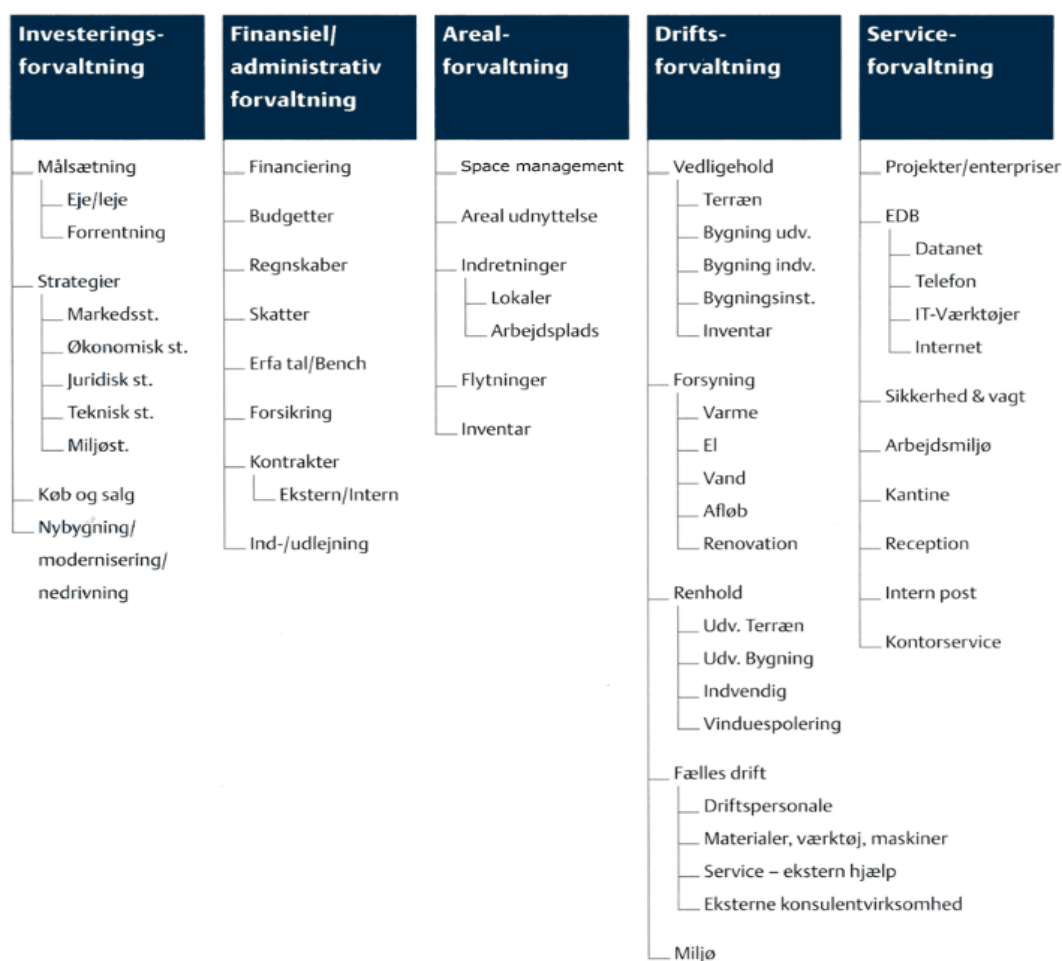 Investerings-
forvaltning
Målsætning
Eje/leje
Forrentning
Strategier
Markedsst.
Økonomisk st.
Juridisk st.
Teknisk st.
Miljøst.
Køb og salg
Nybygning/
modernisering/
nedrivning
Finansiel/
administrativ
forvaltning
Financiering
Budgetter
Regnskaber
Skatter
Erfa tal/Bench
Forsikring
Kontrakter
Ekstern/Intern
Ind-/udlejning
Areal-
forvaltning
Space management
Areal udnyttelse
Indretninger
Lokaler
Arbejdsplads
Flytninger
Inventar
Drifts-
forvaltning
Vedligehold
Terræn
Bygning udv.
Bygning indv.
Bygningsinst.
Inventar
Forsyning
Varme
El
Vand
Afløb
Renovation
Renhold
Udv. Terræn
Udv. Bygning
Indvendig
Vinduespolering
Fælles drift
Driftspersonale
Materialer, værktøj, maskiner
Service – ekstern hjælp
Eksterne konsulentvirksomhed
Miljø
Service-
forvaltning
Projekter/enterpriser
EDB
Datanet
Telefon
IT-Værktøjer
Internet
Sikkerhed & vagt
Arbejdsmiljø
Kantine
Reception
Intern post
Kontorservice